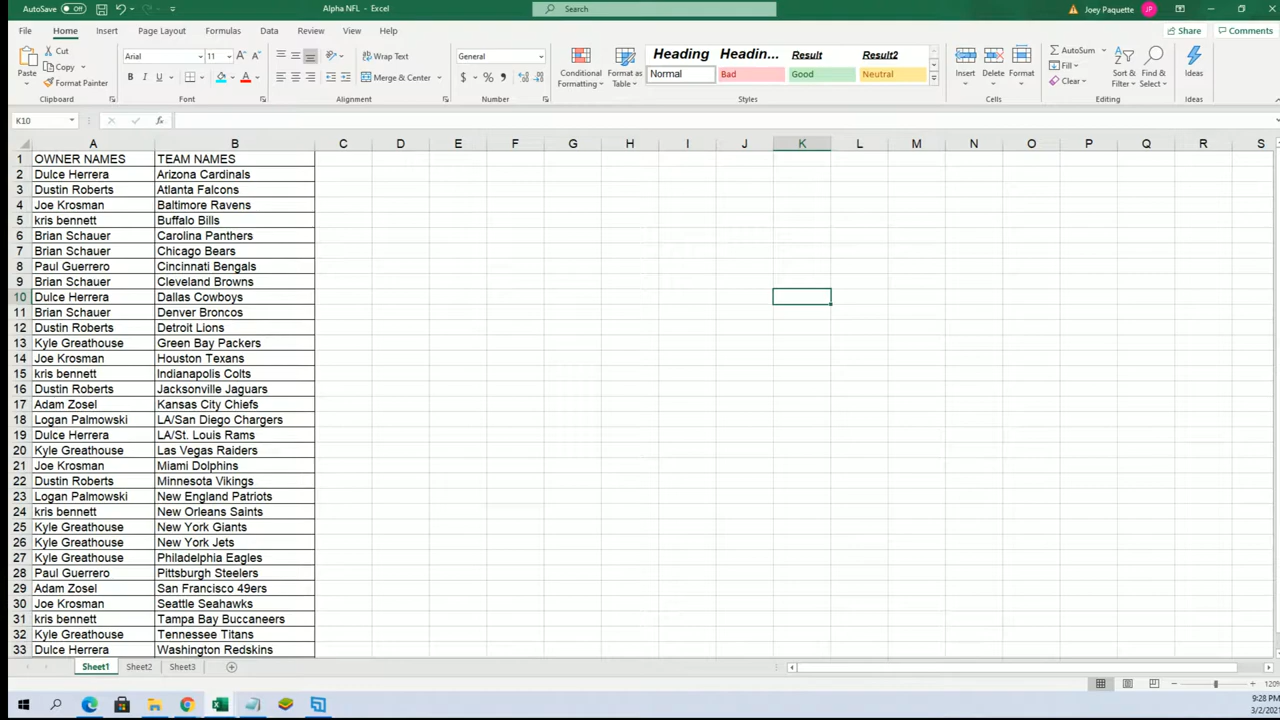 AutoSave Off Alpha NFL - Excel Search Joey Paquette JP
File Home Insert Page Layout Formulas Data Review View Help Share Comments
Paste Cut Copy Format Painter Clipboard
Arial 11 A A B I U A Font
ab Wrap Text Merge & Center Alignment
General $ % , Number
Conditional Formatting Format as Table
Heading Headin... Result Result2
Normal Bad Good Neutral
Styles
Insert Delete Format Cells
AutoSum Fill Clear Sort & Filter Find & Select Editing
Ideas Ideas
K10 fx
A B C D E F G H I J K L M N O P Q R S
1 OWNER NAMES TEAM NAMES
2 Dulce Herrera Arizona Cardinals
3 Dustin Roberts Atlanta Falcons
4 Joe Krosman Baltimore Ravens
5 kris bennett Buffalo Bills
6 Brian Schauer Carolina Panthers
7 Brian Schauer Chicago Bears
8 Paul Guerrero Cincinnati Bengals
9 Brian Schauer Cleveland Browns
10 Dulce Herrera Dallas Cowboys
11 Brian Schauer Denver Broncos
12 Dustin Roberts Detroit Lions
13 Kyle Greathouse Green Bay Packers
14 Joe Krosman Houston Texans
15 kris bennett Indianapolis Colts
16 Dustin Roberts Jacksonville Jaguars
17 Adam Zosel Kansas City Chiefs
18 Logan Palmowski LA/San Diego Chargers
19 Dulce Herrera LA/St. Louis Rams
20 Kyle Greathouse Las Vegas Raiders
21 Joe Krosman Miami Dolphins
22 Dustin Roberts Minnesota Vikings
23 Logan Palmowski New England Patriots
24 kris bennett New Orleans Saints
25 Kyle Greathouse New York Giants
26 Kyle Greathouse New York Jets
27 Kyle Greathouse Philadelphia Eagles
28 Paul Guerrero Pittsburgh Steelers
29 Adam Zosel San Francisco 49ers
30 Joe Krosman Seattle Seahawks
31 kris bennett Tampa Bay Buccaneers
32 Kyle Greathouse Tennessee Titans
33 Dulce Herrera Washington Redskins
Sheet1 Sheet2 Sheet3
120%
9:28 PM
3/2/2021